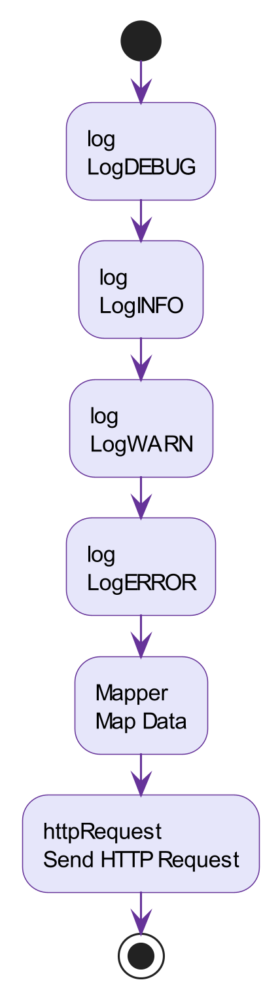 log
LogDEBUG
log
LogINFO
log
LogWARN
log
LogERROR
Mapper
Map Data
httpRequest
Send HTTP Request